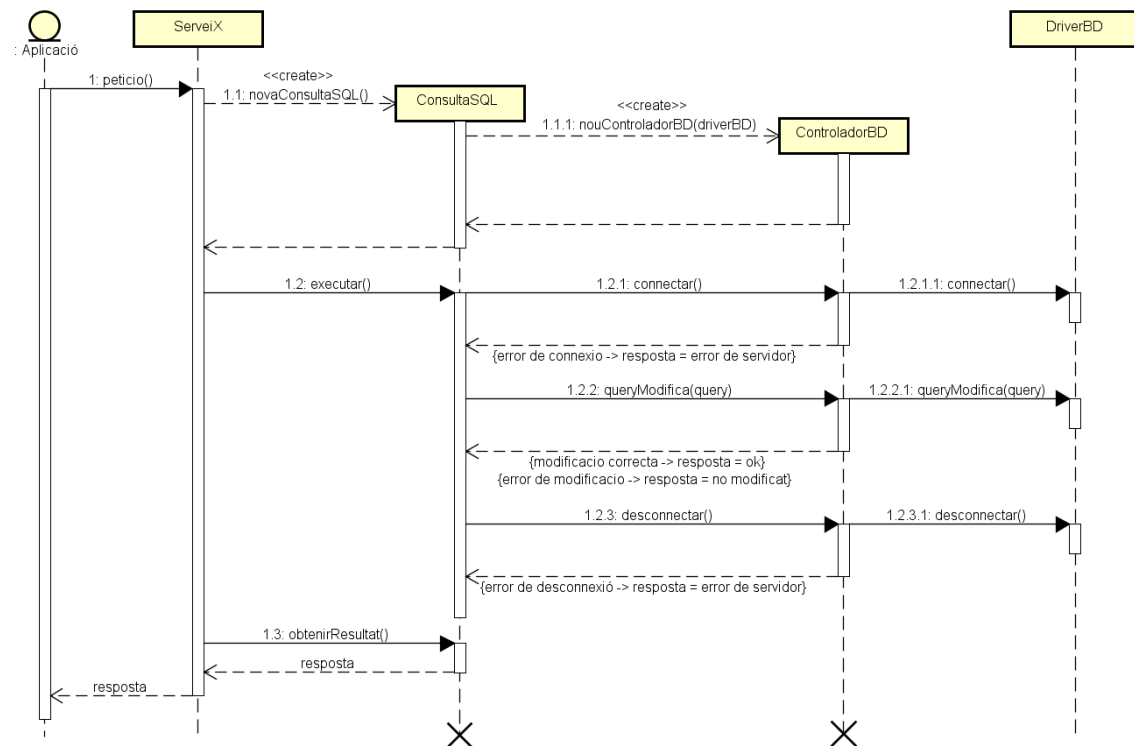 : Aplicació
ServeiX
DriverBD
1: peticio()
<<create>>
1.1: novaConsultaSQL()
ConsultaSQL
<<create>>
1.1.1: nouControladorBD(driverBD)
ControladorBD
1.2: executar()
1.2.1: connectar()
1.2.1.1: connectar()
{error de connexio -> resposta = error de servidor}
1.2.2: queryModifica(query)
1.2.2.1: queryModifica(query)
{modificacio correcta -> resposta = ok}
{error de modificacio -> resposta = no modificat}
1.2.3: desconnectar()
1.2.3.1: desconnectar()
{error de desconnexió -> resposta = error de servidor}
1.3: obtenirResultat()
resposta
resposta